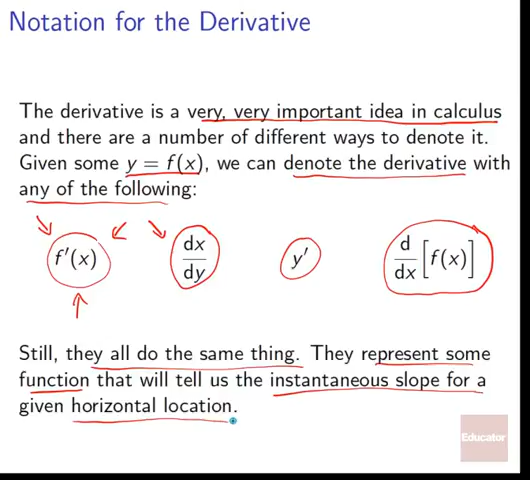 Notation for the Derivative
The derivative is a very, very important idea in calculus
and there are a number of different ways to denote it.
Given some y = f(x), we can denote the derivative with
any of the following:
f′(x) dx/dy y′ d/dx [f(x)]
Still, they all do the same thing. They represent some
function that will tell us the instantaneous slope for a
given horizontal location.
Educator